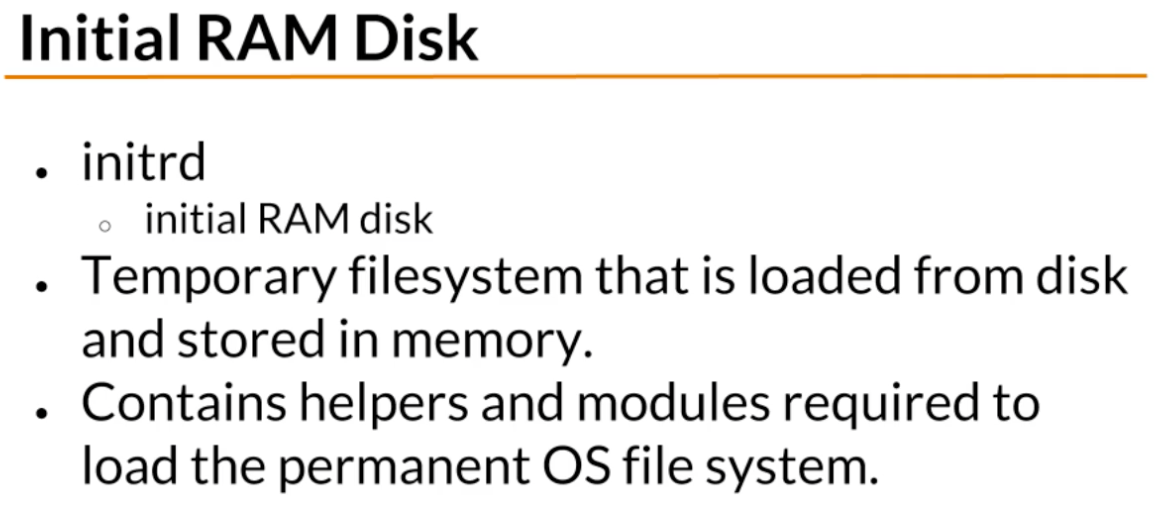 Initial RAM Disk
• initrd
○ initial RAM disk
• Temporary filesystem that is loaded from disk
and stored in memory.
• Contains helpers and modules required to
load the permanent OS file system.